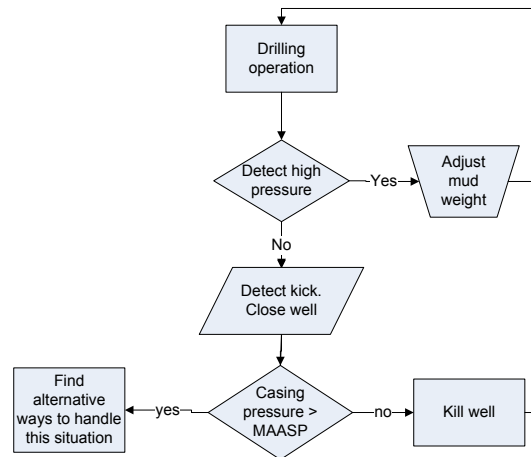 Drilling
operation
Detect high
pressure
Yes
Adjust
mud
weight
No
Detect kick.
Close well
Casing
pressure >
MAASP
yes
Find
alternative
ways to handle
this situation
no
Kill well